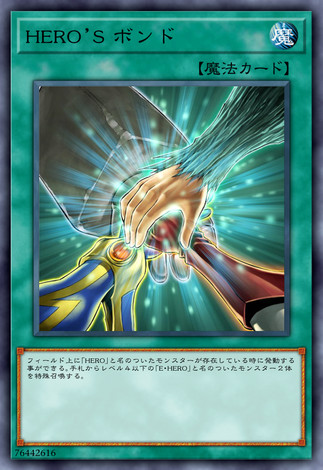 HERO'S ボンド
魔
【魔法カード】
フィールド上に「HERO」と名のついたモンスターが存在している時に発動する
事ができる。手札からレベル4以下の「E・HERO」と名のついたモンスター2体
を特殊召喚する。
76442616